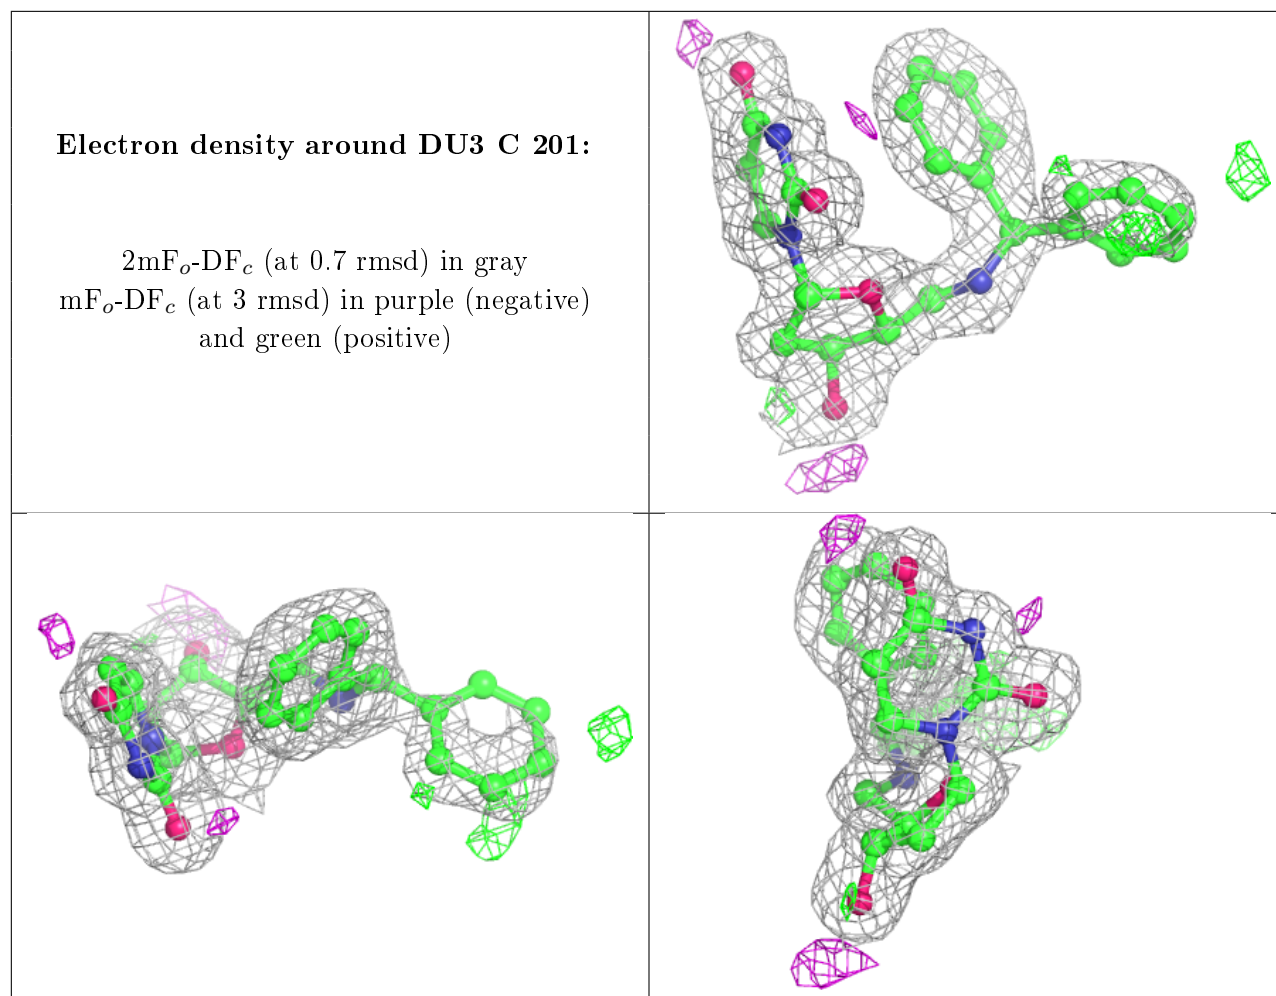 Electron density around DU3 C 201:
2mFo-DFc (at 0.7 rmsd) in gray
mFo-DFc (at 3 rmsd) in purple (negative)
and green (positive)